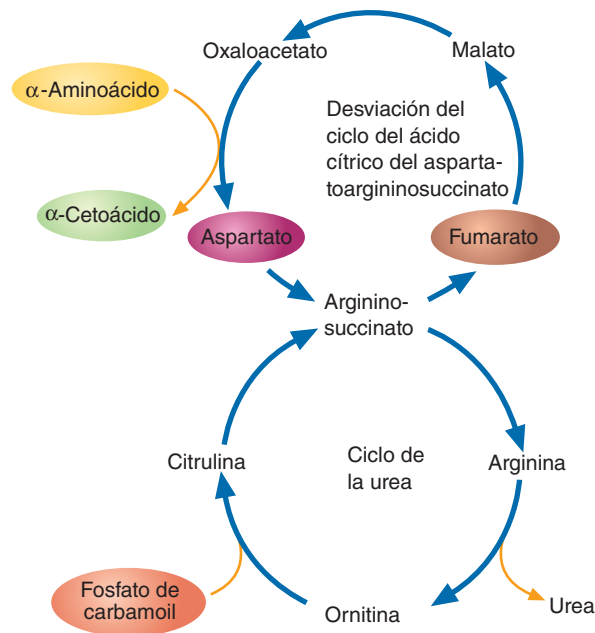 Oxaloacetato
Malato
α-Aminoácido
Desviación del
ciclo del ácido
cítrico del asparta-
toargininosuccinato
α-Cetoácido
Aspartato
Fumarato
Arginino-
succinato
Citrulina
Ciclo de
la urea
Arginina
Fosfato de
carbamoil
Ornitina
Urea